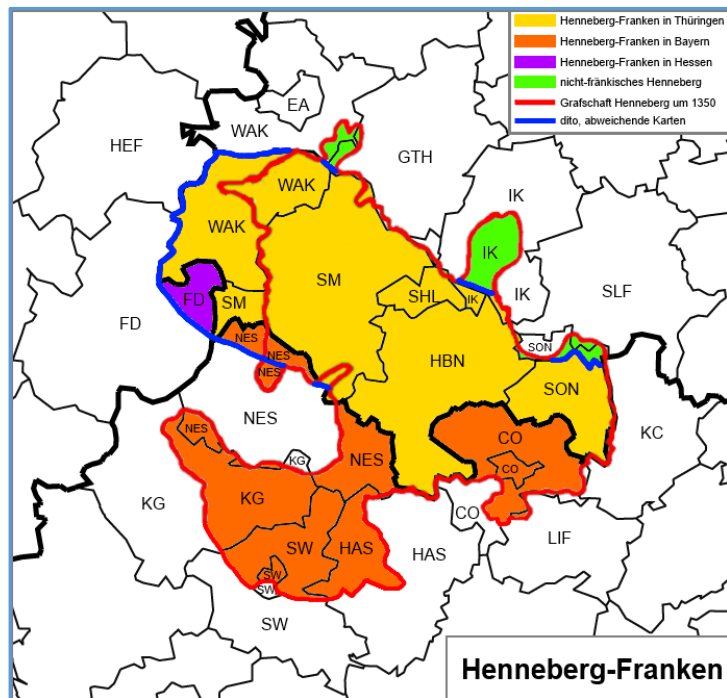 Henneberg-Franken in Thüringen
Henneberg-Franken in Bayern
Henneberg-Franken in Hessen
nicht-fränkisches Henneberg
Grafschaft Henneberg um 1350
dito, abweichende Karten
EA
WAK
HEF
GTH
WAK
IK
WAK
IK
SM
SHL
IK
IK
SLF
FD
SM
FD
NES
NES
NES
SON
HBN
SON
NES
CO
KC
NES
KG
NES
CO
KG
KG
CO
SW
HAS
HAS
LIF
SW
SW
SW
Henneberg-Franken